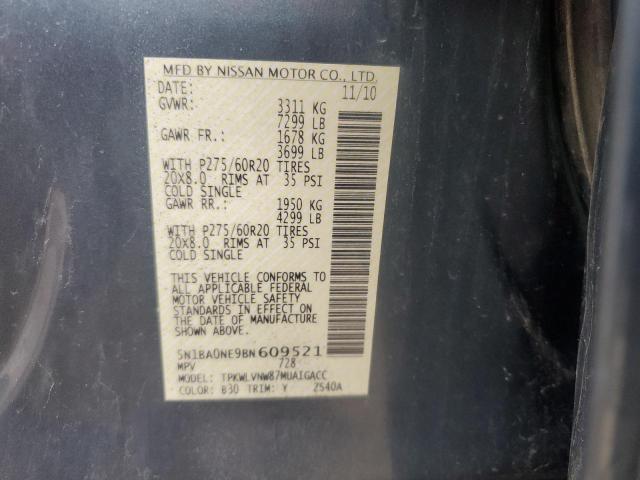 MFD BY NISSAN MOTOR CO., LTD.
DATE: 11/10
GVWR: 3311 KG
7299 LB
GAWR FR.: 1678 KG
3699 LB
WITH P275/60R20 TIRES
20X8.0 RIMS AT 35 PSI
COLD SINGLE
GAWR RR.: 1950 KG
4299 LB
WITH P275/60R20 TIRES
20X8.0 RIMS AT 35 PSI
COLD SINGLE
THIS VEHICLE CONFORMS TO
ALL APPLICABLE FEDERAL
MOTOR VEHICLE SAFETY
STANDARDS IN EFFECT ON
THE DATE OF MANUFACTURE
SHOWN ABOVE.
5N1BA0NE9BN609521
MPV 728
MODEL: TPKWLVNW87MUAIGACC
COLOR: B30 TRIM: Y 2540A